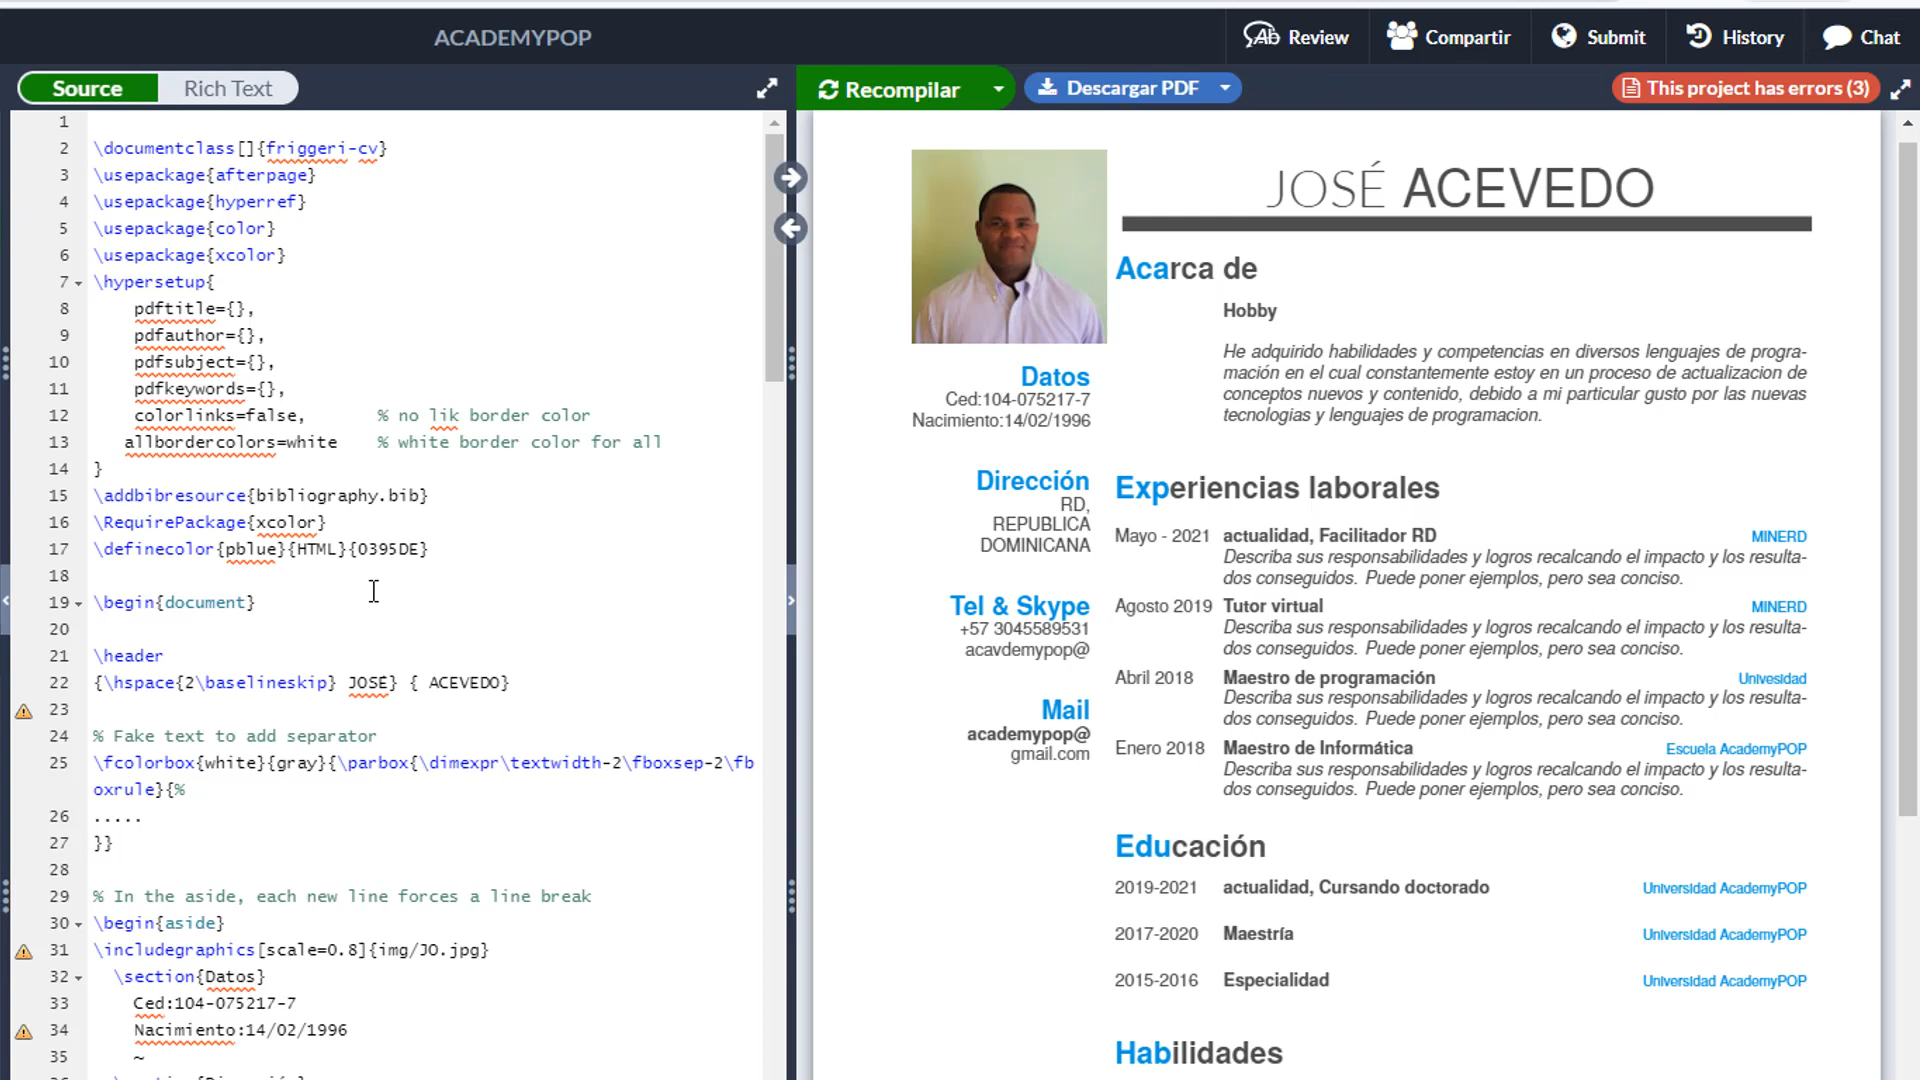 ACADEMYPOP
Review
Compartir
Submit
History
Chat
Source
Rich Text
Recompilar
Descargar PDF
This project has errors (3)
1
2 \documentclass[]{friggeri-cv}
3 \usepackage{afterpage}
4 \usepackage{hyperref}
5 \usepackage{color}
6 \usepackage{xcolor}
7 \hypersetup{
8 pdftitle={},
9 pdfauthor={},
10 pdfsubject={},
11 pdfkeywords={},
12 colorlinks=false, % no lik border color
13 allbordercolors=white % white border color for all
14 }
15 \addbibresource{bibliography.bib}
16 \RequirePackage{xcolor}
17 \definecolor{pblue}{HTML}{0395DE}
18
19 \begin{document}
20
21 \header
22 {\hspace{2\baselineskip} JOSÉ} { ACEVEDO}
23
24 % Fake text to add separator
25 \fcolorbox{white}{gray}{\parbox{\dimexpr\textwidth-2\fboxsep-2\fb
oxrule}{%
26 .....
27 }}
28
29 % In the aside, each new line forces a line break
30 \begin{aside}
31 \includegraphics[scale=0.8]{img/JO.jpg}
32 \section{Datos}
33 Ced:104-075217-7
34 Nacimiento:14/02/1996
35 ~
JOSÉ ACEVEDO
Datos
Ced:104-075217-7
Nacimiento:14/02/1996
Dirección
RD,
REPUBLICA
DOMINICANA
Tel & Skype
+57 3045589531
acavdemypop@
Mail
academypop@
gmail.com
Acarca de
Hobby
He adquirido habilidades y competencias en diversos lenguajes de progra-
mación en el cual constantemente estoy en un proceso de actualizacion de
conceptos nuevos y contenido, debido a mi particular gusto por las nuevas
tecnologias y lenguajes de programacion.
Experiencias laborales
Mayo - 2021 actualidad, Facilitador RD MINERD
Describa sus responsabilidades y logros recalcando el impacto y los resulta-
dos conseguidos. Puede poner ejemplos, pero sea conciso.
Agosto 2019 Tutor virtual MINERD
Describa sus responsabilidades y logros recalcando el impacto y los resulta-
dos conseguidos. Puede poner ejemplos, pero sea conciso.
Abril 2018 Maestro de programación Univesidad
Describa sus responsabilidades y logros recalcando el impacto y los resulta-
dos conseguidos. Puede poner ejemplos, pero sea conciso.
Enero 2018 Maestro de Informática Escuela AcademyPOP
Describa sus responsabilidades y logros recalcando el impacto y los resulta-
dos conseguidos. Puede poner ejemplos, pero sea conciso.
Educación
2019-2021 actualidad, Cursando doctorado Universidad AcademyPOP
2017-2020 Maestría Universidad AcademyPOP
2015-2016 Especialidad Universidad AcademyPOP
Habilidades